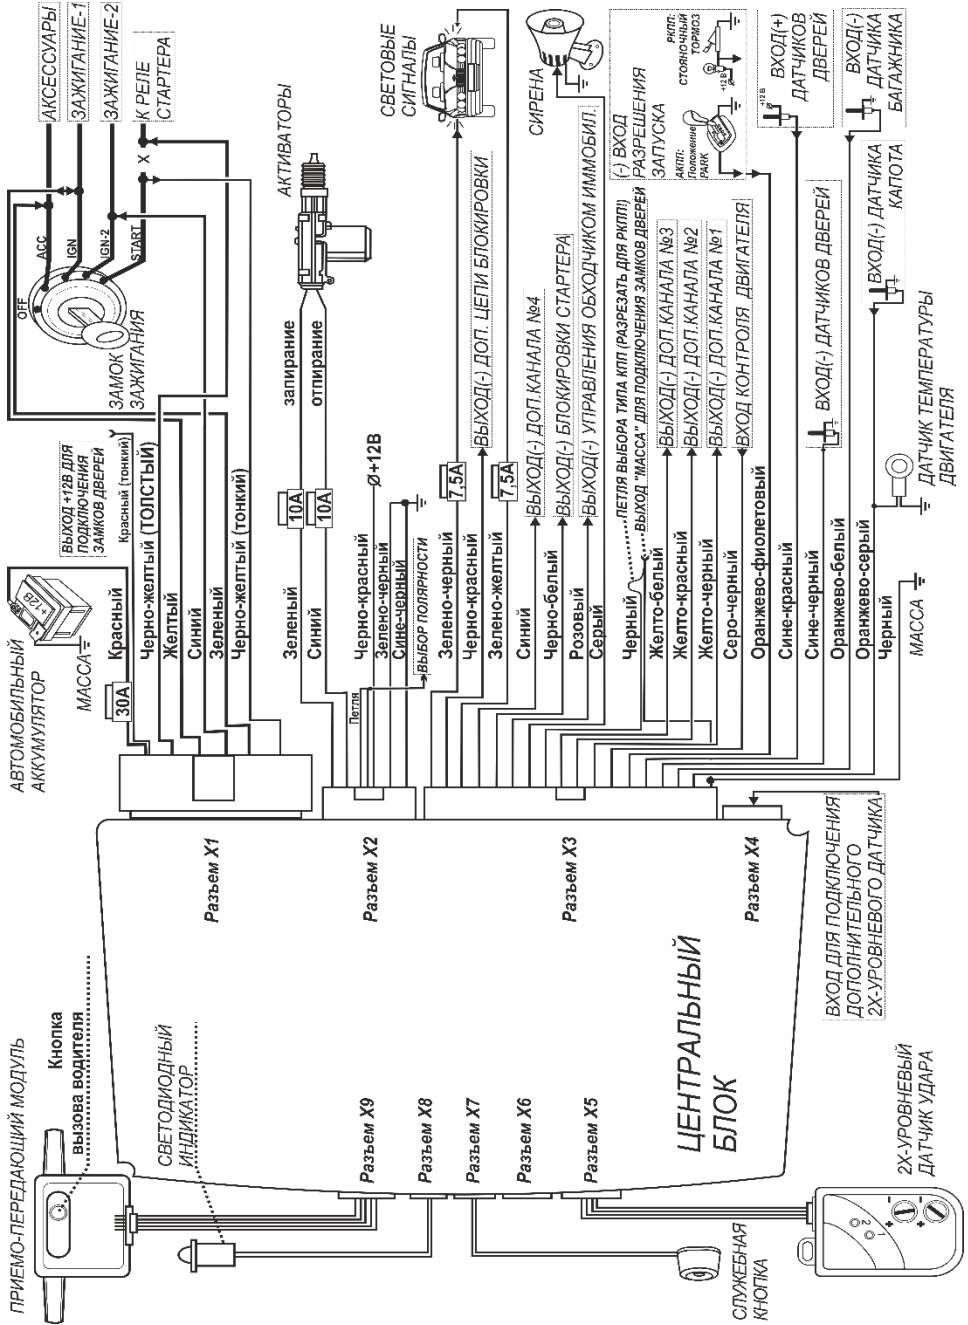 ПРИЕМО-ПЕРЕДАЮЩИЙ МОДУЛЬ
Кнопка
вызова водителя
СВЕТОДИОДНЫЙ
ИНДИКАТОР
СЛУЖЕБНАЯ
КНОПКА
2Х-УРОВНЕВЫЙ
ДАТЧИК УДАРА
1
2
+
-
+
-
Разъем X9
Разъем X8
Разъем X7
Разъем X6
Разъем X5
ЦЕНТРАЛЬНЫЙ
БЛОК
Разъем X1
Разъем X2
Разъем X3
Разъем X4
ВХОД ДЛЯ ПОДКЛЮЧЕНИЯ
ДОПОЛНИТЕЛЬНОГО
2Х-УРОВНЕВОГО ДАТЧИКА
АВТОМОБИЛЬНЫЙ
АККУМУЛЯТОР
МАССА
+12В
30А
Красный
Черно-желтый (ТОЛСТЫЙ)
Желтый
Синий
Зеленый
Черно-желтый (тонкий)
ВЫХОД +12В ДЛЯ
ПОДКЛЮЧЕНИЯ
ЗАМКОВ ДВЕРЕЙ
Красный (тонкий)
ЗАМОК
ЗАЖИГАНИЯ
OFF
ACC
IGN
IGN-2
START
X
АКСЕССУАРЫ
ЗАЖИГАНИЕ-1
ЗАЖИГАНИЕ-2
К РЕЛЕ
СТАРТЕРА
Зеленый
Синий
10А
10А
запирание
отпирание
АКТИВАТОРЫ
Петля
Черно-красный
Зелено-черный
Сине-черный
+12В
ВЫБОР ПОЛЯРНОСТИ
Зелено-черный
Черно-красный
Зелено-желтый
7,5А
7,5А
СВЕТОВЫЕ
СИГНАЛЫ
ВЫХОД(-) ДОП. ЦЕПИ БЛОКИРОВКИ
Синий
Черно-белый
Розовый
Серый
ВЫХОД(-) ДОП.КАНАЛА №4
ВЫХОД(-) БЛОКИРОВКИ СТАРТЕРА
ВЫХОД(-) УПРАВЛЕНИЯ ОБХОДЧИКОМ ИММОБИЛ.
СИРЕНА
Черный
ПЕТЛЯ ВЫБОРА ТИПА КПП (РАЗРЕЗАТЬ ДЛЯ РКПП!)
ВЫХОД "МАССА" ДЛЯ ПОДКЛЮЧЕНИЯ ЗАМКОВ ДВЕРЕЙ
Желто-белый
Желто-красный
Желто-черный
Серо-черный
Оранжево-фиолетовый
ВЫХОД(-) ДОП.КАНАЛА №3
ВЫХОД(-) ДОП.КАНАЛА №2
ВЫХОД(-) ДОП.КАНАЛА №1
ВХОД КОНТРОЛЯ ДВИГАТЕЛЯ
(-) ВХОД
РАЗРЕШЕНИЯ
ЗАПУСКА
АКПП:
Положение
PARK
РКПП:
СТОЯНОЧНЫЙ
ТОРМОЗ
+12 В
Сине-красный
Сине-черный
Оранжево-белый
Оранжево-серый
Черный
МАССА
+12 В
ВХОД(+)
ДАТЧИКОВ
ДВЕРЕЙ
ВХОД(-) ДАТЧИКОВ ДВЕРЕЙ
ВХОД(-)
ДАТЧИКА
БАГАЖНИКА
ВХОД(-) ДАТЧИКА
КАПОТА
ДАТЧИК ТЕМПЕРАТУРЫ
ДВИГАТЕЛЯ